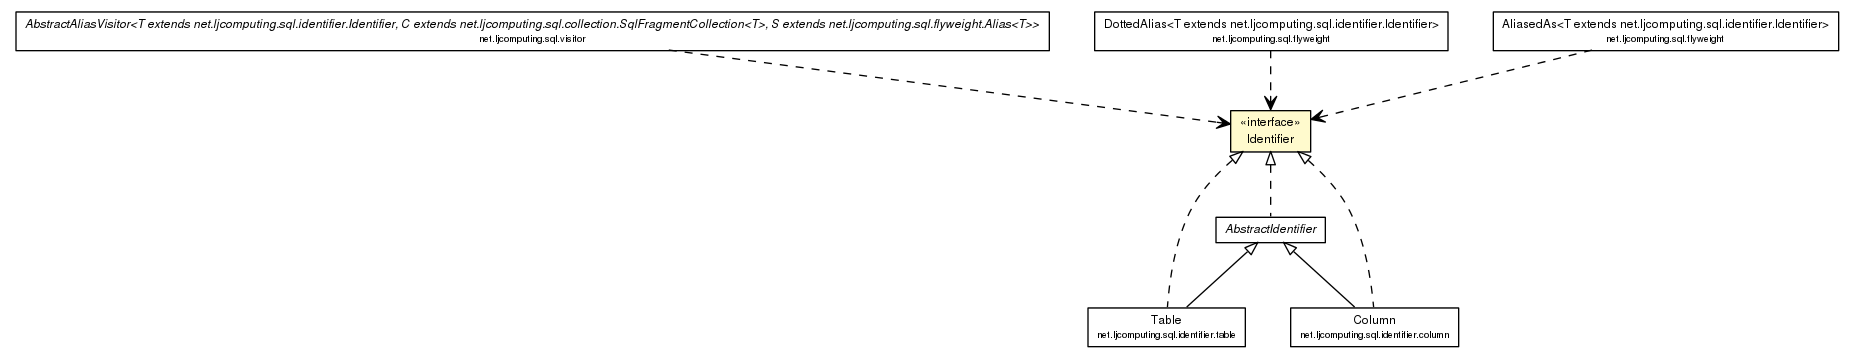 AbstractAliasVisitor<T extends net.ljcomputing.sql.identifier.Identifier, C extends net.ljcomputing.sql.collection.SqlFragmentCollection<T>, S extends net.ljcomputing.sql.flyweight.Alias<T>>
net.ljcomputing.sql.visitor
DottedAlias<T extends net.ljcomputing.sql.identifier.Identifier>
net.ljcomputing.sql.flyweight
AliasedAs<T extends net.ljcomputing.sql.identifier.Identifier>
net.ljcomputing.sql.flyweight
«interface»
Identifier
AbstractIdentifier
Table
net.ljcomputing.sql.identifier.table
Column
net.ljcomputing.sql.identifier.column